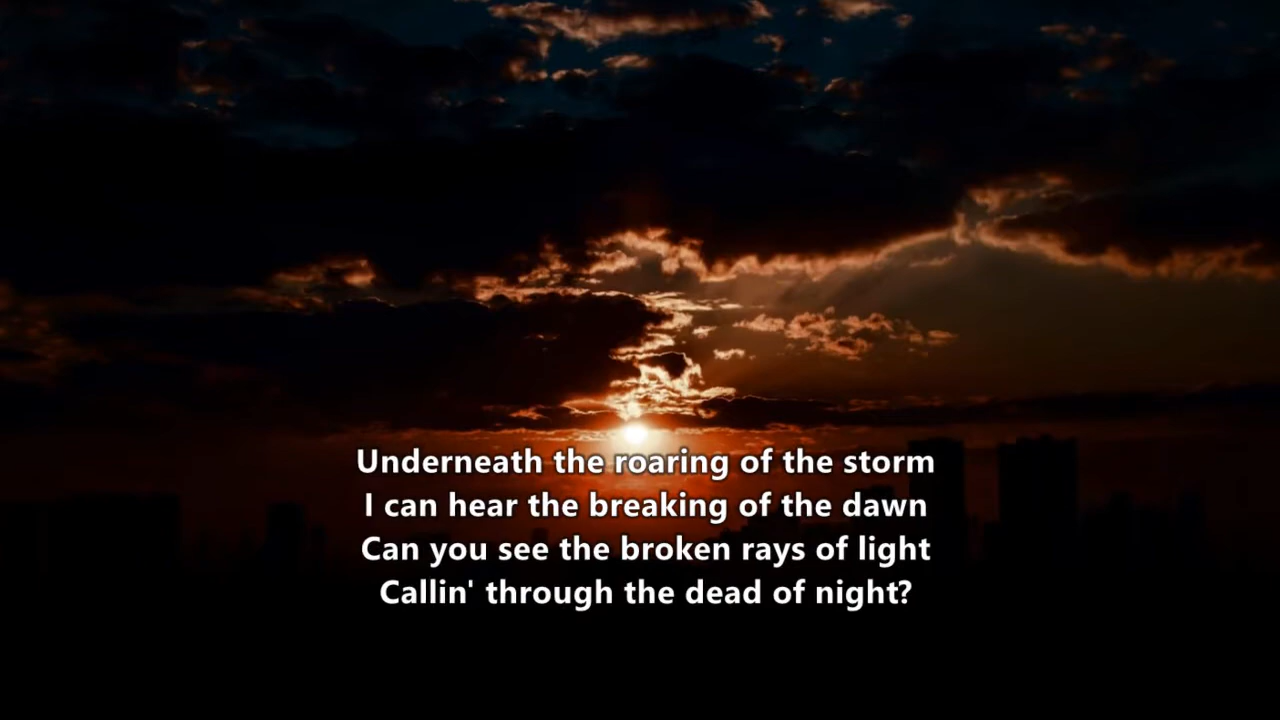 Underneath the roaring of the storm
I can hear the breaking of the dawn
Can you see the broken rays of light
Callin' through the dead of night?